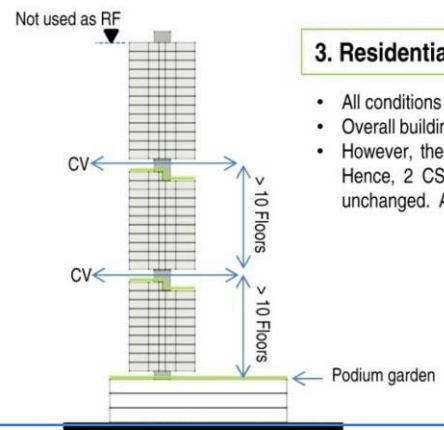 Not used as RF
3. Residentia
• All conditions
• Overall buildin
• However, the
Hence, 2 CS
unchanged. A
CV
> 10 Floors
CV
> 10 Floors
Podium garden